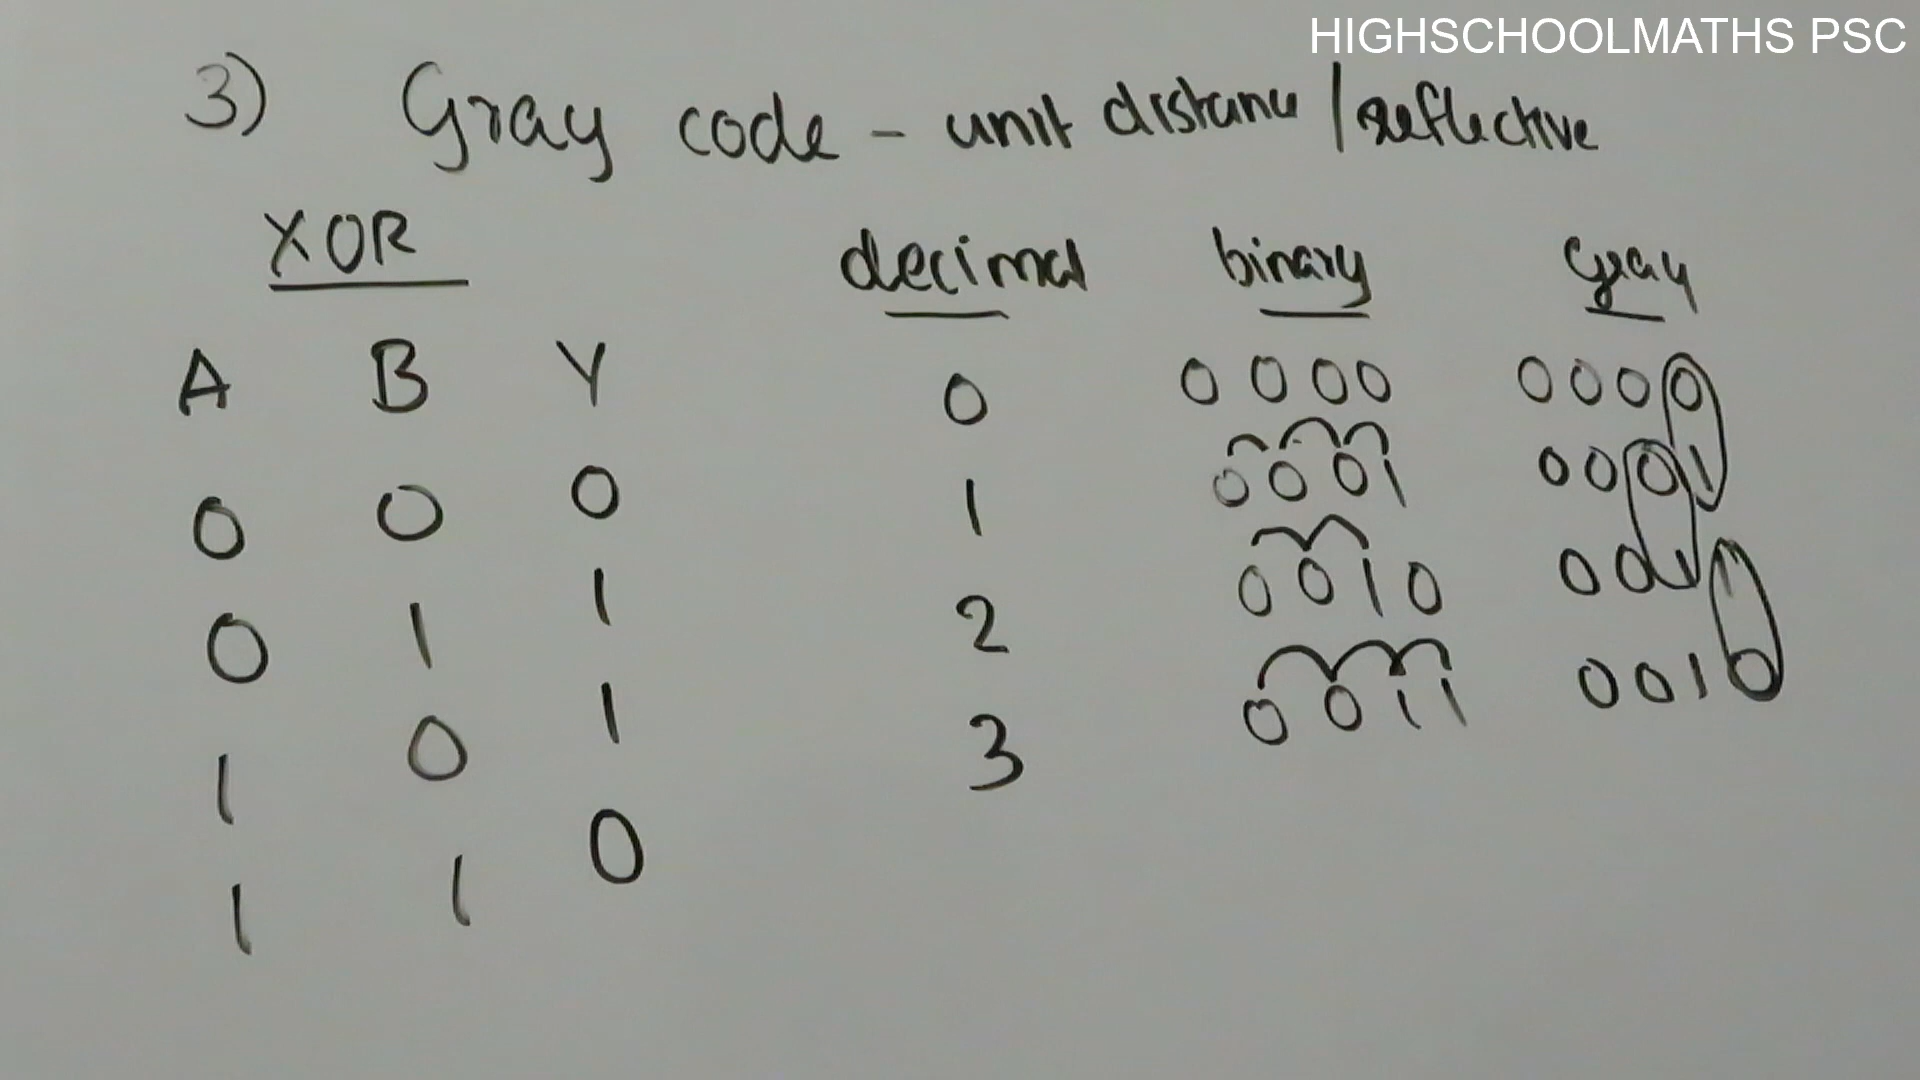 HIGHSCHOOLMATHS PSC
3) Gray code - unit distance / reflective
XOR decimal binary Gray
A B Y 0 0000 0000
0 0 0 1 0001 0001
0 1 1 2 0010 0011
1 0 1 3 0011 0010
1 1 0